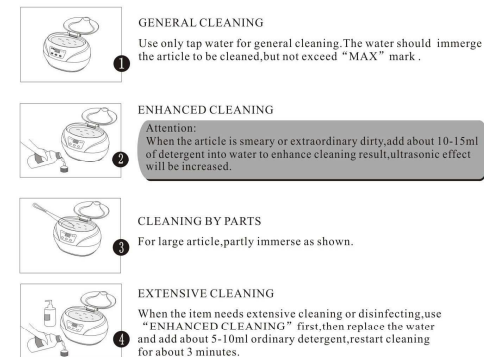 GENERAL CLEANING
Use only tap water for general cleaning.The water should immerge
the article to be cleaned,but not exceed “MAX” mark .
1
ENHANCED CLEANING
Attention:
When the article is smeary or extraordinary dirty,add about 10-15ml
of detergent into water to enhance cleaning result,ultrasonic effect
will be increased.
2
CLEANING BY PARTS
3
For large article,partly immerse as shown.
EXTENSIVE CLEANING
When the item needs extensive cleaning or disinfecting,use
“ENHANCED CLEANING” first,then replace the water
4
and add about 5-10ml ordinary detergent,restart cleaning
for about 3 minutes.